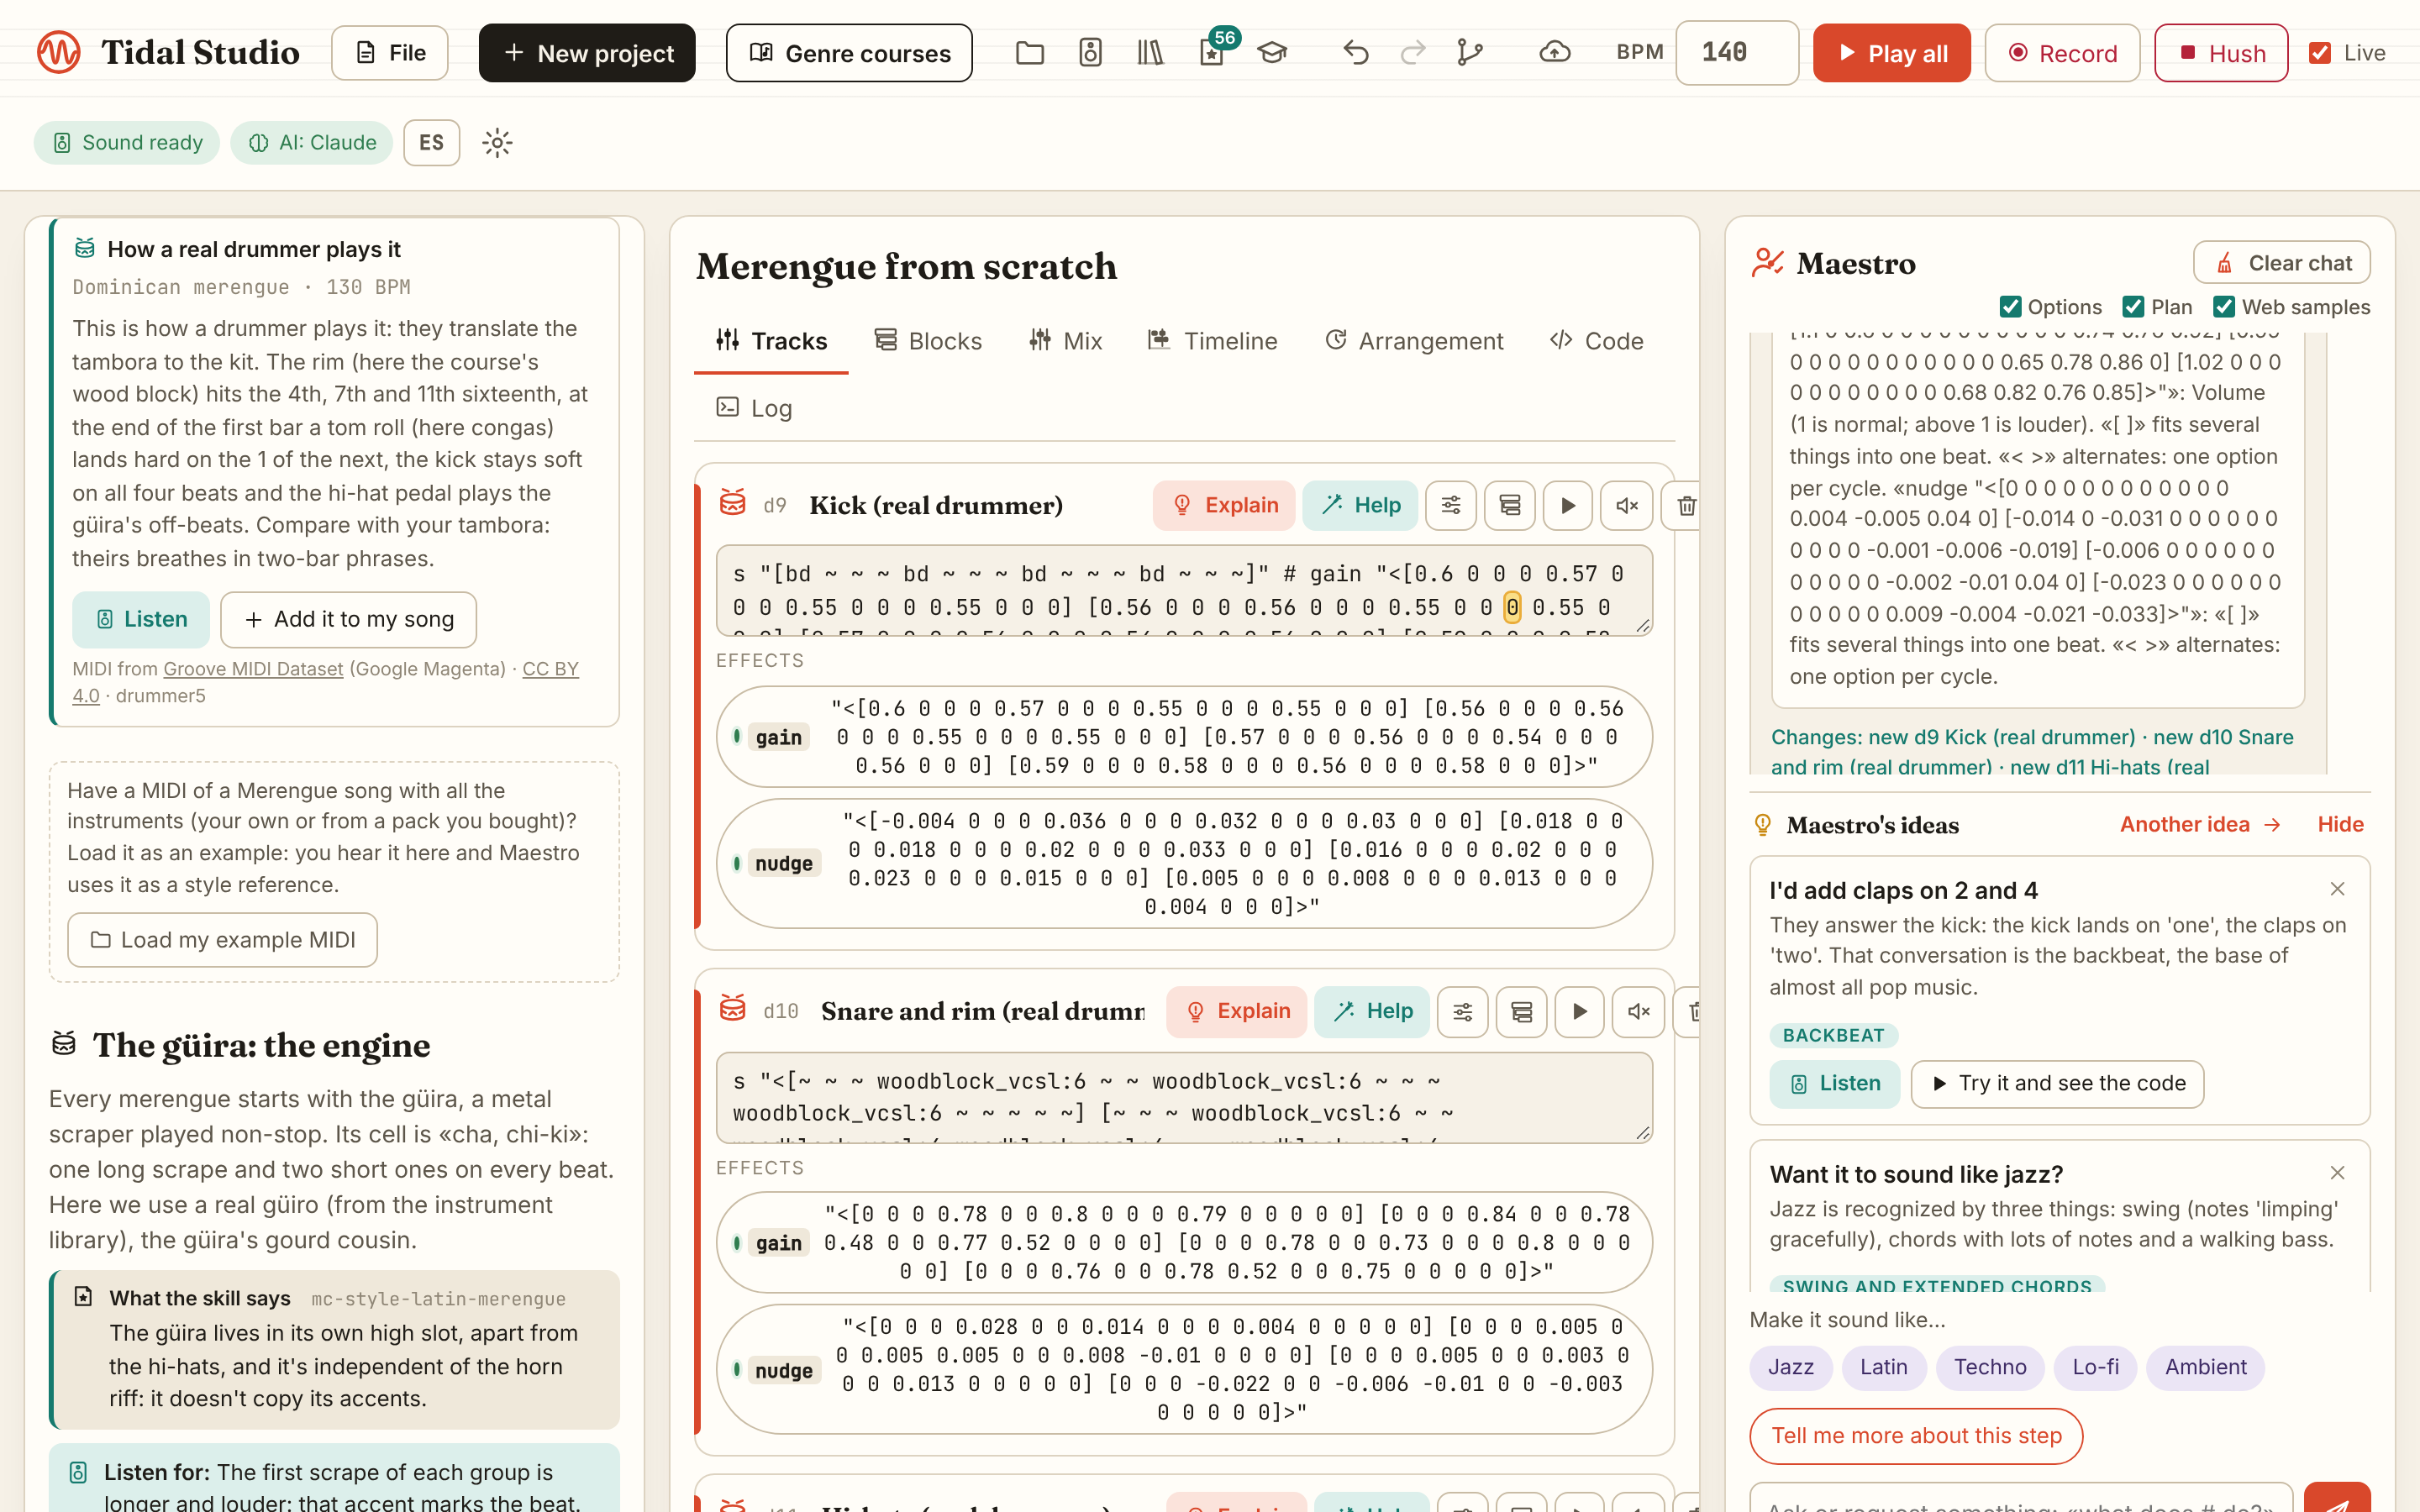 Tidal Studio
File
New project
Genre courses
56
BPM
140
Play all
Record
Hush
Live
Sound ready
AI: Claude
ES
How a real drummer plays it
Dominican merengue · 130 BPM
This is how a drummer plays it: they translate the
tambora to the kit. The rim (here the course's
wood block) hits the 4th, 7th and 11th sixteenth, at
the end of the first bar a tom roll (here congas)
lands hard on the 1 of the next, the kick stays soft
on all four beats and the hi-hat pedal plays the
güira's off-beats. Compare with your tambora:
theirs breathes in two-bar phrases.
Listen
+ Add it to my song
MIDI from Groove MIDI Dataset (Google Magenta) · CC BY
4.0 · drummer5
Have a MIDI of a Merengue song with all the
instruments (your own or from a pack you bought)?
Load it as an example: you hear it here and Maestro
uses it as a style reference.
Load my example MIDI
The güira: the engine
Every merengue starts with the güira, a metal
scraper played non-stop. Its cell is «cha, chi-ki»:
one long scrape and two short ones on every beat.
Here we use a real güiro (from the instrument
library), the güira's gourd cousin.
What the skill says mc-style-latin-merengue
The güira lives in its own high slot, apart from
the hi-hats, and it's independent of the horn
riff: it doesn't copy its accents.
Listen for: The first scrape of each group is
longer and louder: that accent marks the beat.
Merengue from scratch
Tracks
Blocks
Mix
Timeline
Arrangement
Code
Log
d9 Kick (real drummer)
Explain
Help
s "[bd ~ ~ ~ bd ~ ~ ~ bd ~ ~ ~ bd ~ ~ ~]" # gain "<[0.6 0 0 0 0.57 0
0 0 0.55 0 0 0 0.55 0 0 0] [0.56 0 0 0 0.56 0 0 0 0.55 0 0 0 0.55 0
EFFECTS
gain
"<[0.6 0 0 0 0.57 0 0 0 0.55 0 0 0 0.55 0 0 0] [0.56 0 0 0 0.56
0 0 0 0.55 0 0 0 0.55 0 0 0] [0.57 0 0 0 0.56 0 0 0 0.54 0 0 0
0.56 0 0 0] [0.59 0 0 0 0.58 0 0 0 0.56 0 0 0 0.58 0 0 0]>"
nudge
"<[-0.004 0 0 0 0.036 0 0 0 0.032 0 0 0 0.03 0 0 0] [0.018 0 0
0 0.018 0 0 0 0.02 0 0 0 0.033 0 0 0] [0.016 0 0 0 0.02 0 0 0
0.023 0 0 0 0.015 0 0 0] [0.005 0 0 0 0.008 0 0 0 0.013 0 0 0
0.004 0 0 0]>"
d10 Snare and rim (real drumm
Explain
Help
s "<[~ ~ ~ woodblock_vcsl:6 ~ ~ woodblock_vcsl:6 ~ ~ ~
woodblock_vcsl:6 ~ ~ ~ ~ ~] [~ ~ ~ woodblock_vcsl:6 ~ ~
EFFECTS
gain
"<[0 0 0 0.78 0 0 0.8 0 0 0 0.79 0 0 0 0 0] [0 0 0 0.84 0 0 0.78
0.48 0 0 0.77 0.52 0 0 0 0] [0 0 0 0.78 0 0 0.73 0 0 0 0.8 0 0 0
0 0] [0 0 0 0.76 0 0 0.78 0.52 0 0 0.75 0 0 0 0 0]>"
nudge
"<[0 0 0 0.028 0 0 0.014 0 0 0 0.004 0 0 0 0 0] [0 0 0 0.005 0
0 0.005 0.005 0 0 0.008 -0.01 0 0 0 0] [0 0 0 0.005 0 0 0.003 0
0 0 0.013 0 0 0 0 0] [0 0 0 -0.022 0 0 -0.006 -0.01 0 0 -0.003
0 0 0 0 0]>"
Maestro
Clear chat
Options
Plan
Web samples
0 0 0 0 0 0 0 0 0 0 0 0.65 0.78 0.86 0] [1.02 0 0 0
0 0 0 0 0 0 0 0 0.68 0.82 0.76 0.85]>"»: Volume
(1 is normal; above 1 is louder). «[ ]» fits several
things into one beat. «< >» alternates: one option
per cycle. «nudge "<[0 0 0 0 0 0 0 0 0 0 0 0
0.004 -0.005 0.04 0] [-0.014 0 -0.031 0 0 0 0 0 0
0 0 0 0 -0.001 -0.006 -0.019] [-0.006 0 0 0 0 0 0
0 0 0 0 0 -0.002 -0.01 0.04 0] [-0.023 0 0 0 0 0 0
0 0 0 0 0 0.009 -0.004 -0.021 -0.033]>"»: «[ ]»
fits several things into one beat. «< >» alternates:
one option per cycle.
Changes: new d9 Kick (real drummer) · new d10 Snare
and rim (real drummer) · new d11 Hi-hats (real
Maestro's ideas
Another idea →
Hide
I'd add claps on 2 and 4
They answer the kick: the kick lands on 'one', the claps on
'two'. That conversation is the backbeat, the base of
almost all pop music.
BACKBEAT
Listen
Try it and see the code
Want it to sound like jazz?
Jazz is recognized by three things: swing (notes 'limping'
gracefully), chords with lots of notes and a walking bass.
SWING AND EXTENDED CHORDS
Make it sound like...
Jazz
Latin
Techno
Lo-fi
Ambient
Tell me more about this step